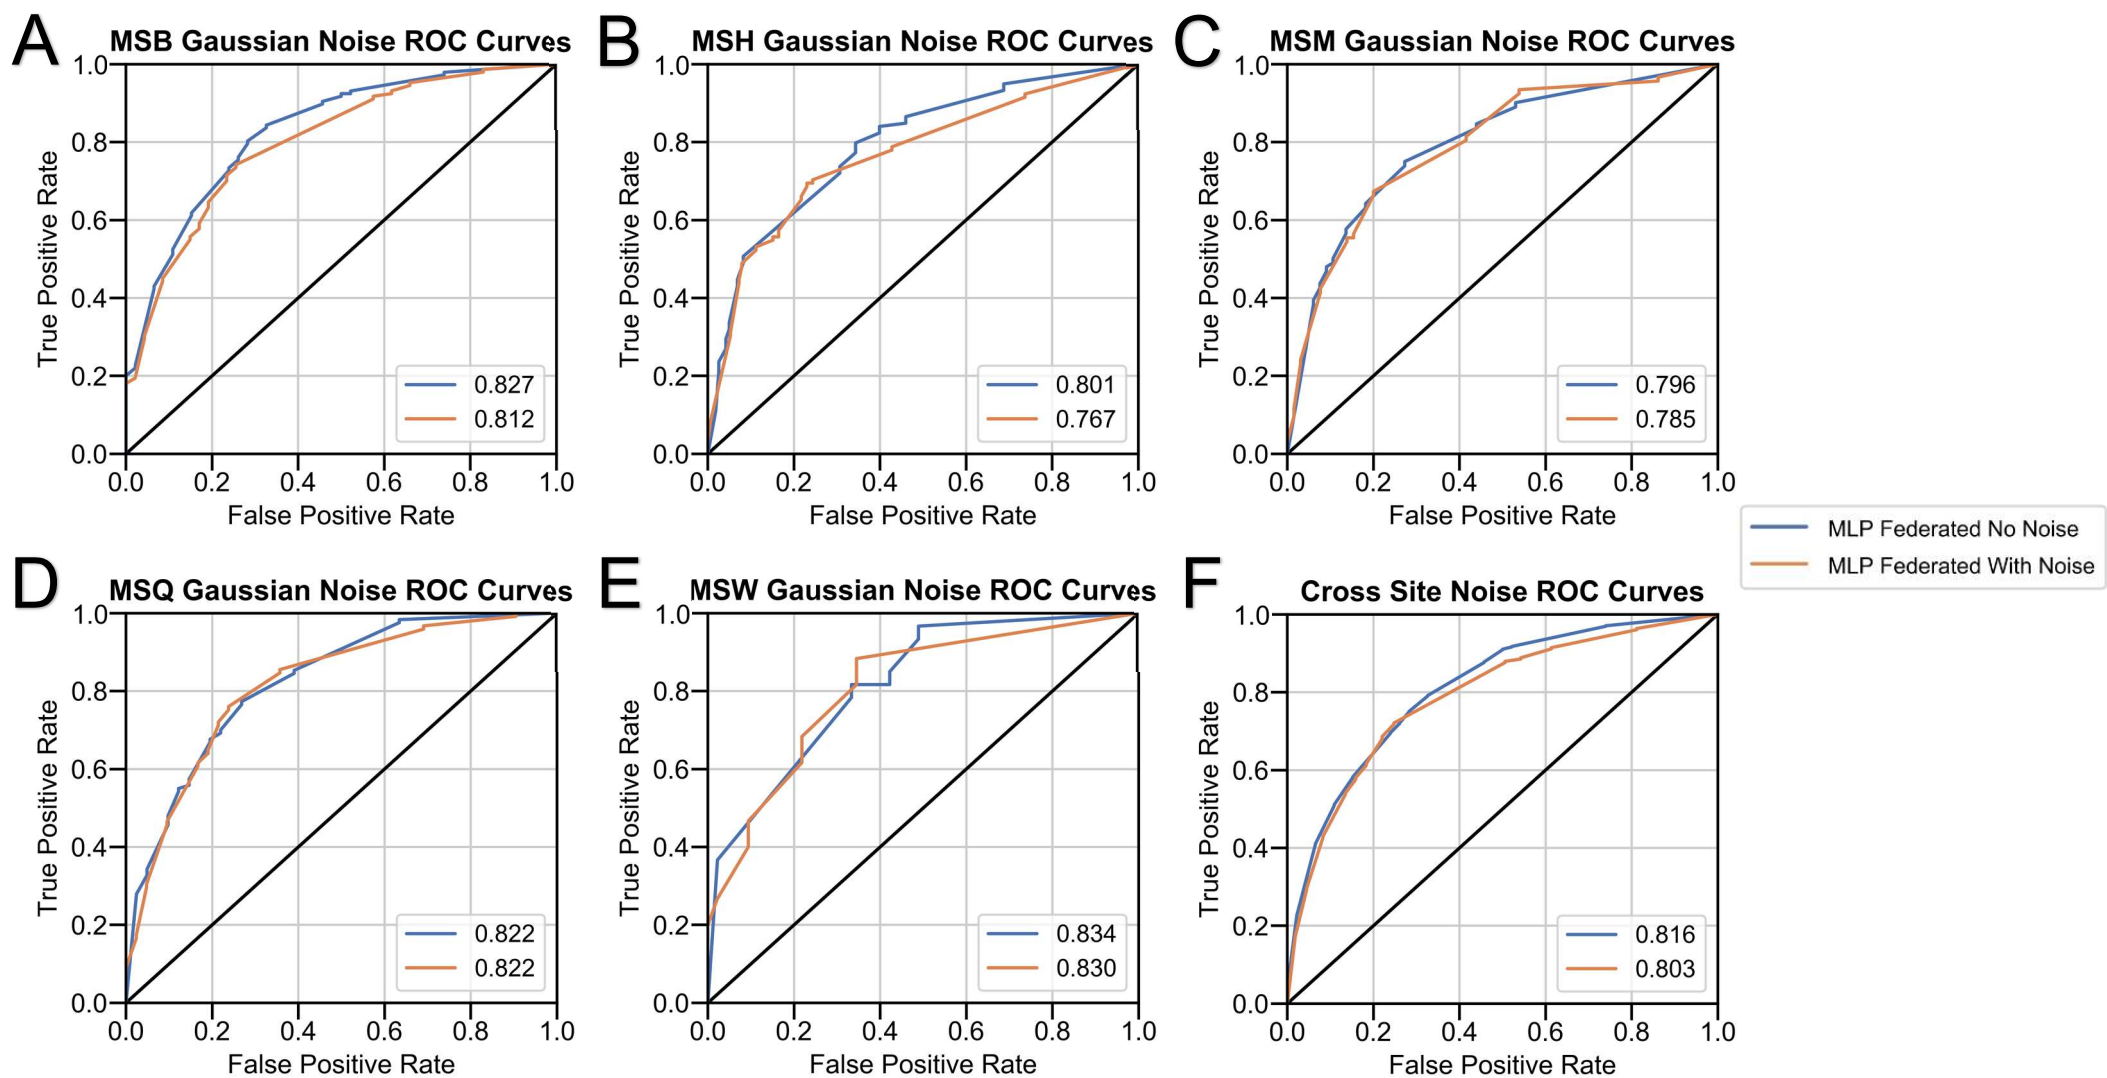 A
MSB Gaussian Noise ROC Curves
1.0
0.8
0.6
0.4
0.2
0.0
True Positive Rate
0.827
0.812
0.0 0.2 0.4 0.6 0.8 1.0
False Positive Rate
B
MSH Gaussian Noise ROC Curves
1.0
0.8
0.6
0.4
0.2
0.0
True Positive Rate
0.801
0.767
0.0 0.2 0.4 0.6 0.8 1.0
False Positive Rate
C
MSM Gaussian Noise ROC Curves
1.0
0.8
0.6
0.4
0.2
0.0
True Positive Rate
0.796
0.785
0.0 0.2 0.4 0.6 0.8 1.0
False Positive Rate
MLP Federated No Noise
MLP Federated With Noise
D
MSQ Gaussian Noise ROC Curves
1.0
0.8
0.6
0.4
0.2
0.0
True Positive Rate
0.822
0.822
0.0 0.2 0.4 0.6 0.8 1.0
False Positive Rate
E
MSW Gaussian Noise ROC Curves
1.0
0.8
0.6
0.4
0.2
0.0
True Positive Rate
0.834
0.830
0.0 0.2 0.4 0.6 0.8 1.0
False Positive Rate
F
Cross Site Noise ROC Curves
1.0
0.8
0.6
0.4
0.2
0.0
True Positive Rate
0.816
0.803
0.0 0.2 0.4 0.6 0.8 1.0
False Positive Rate